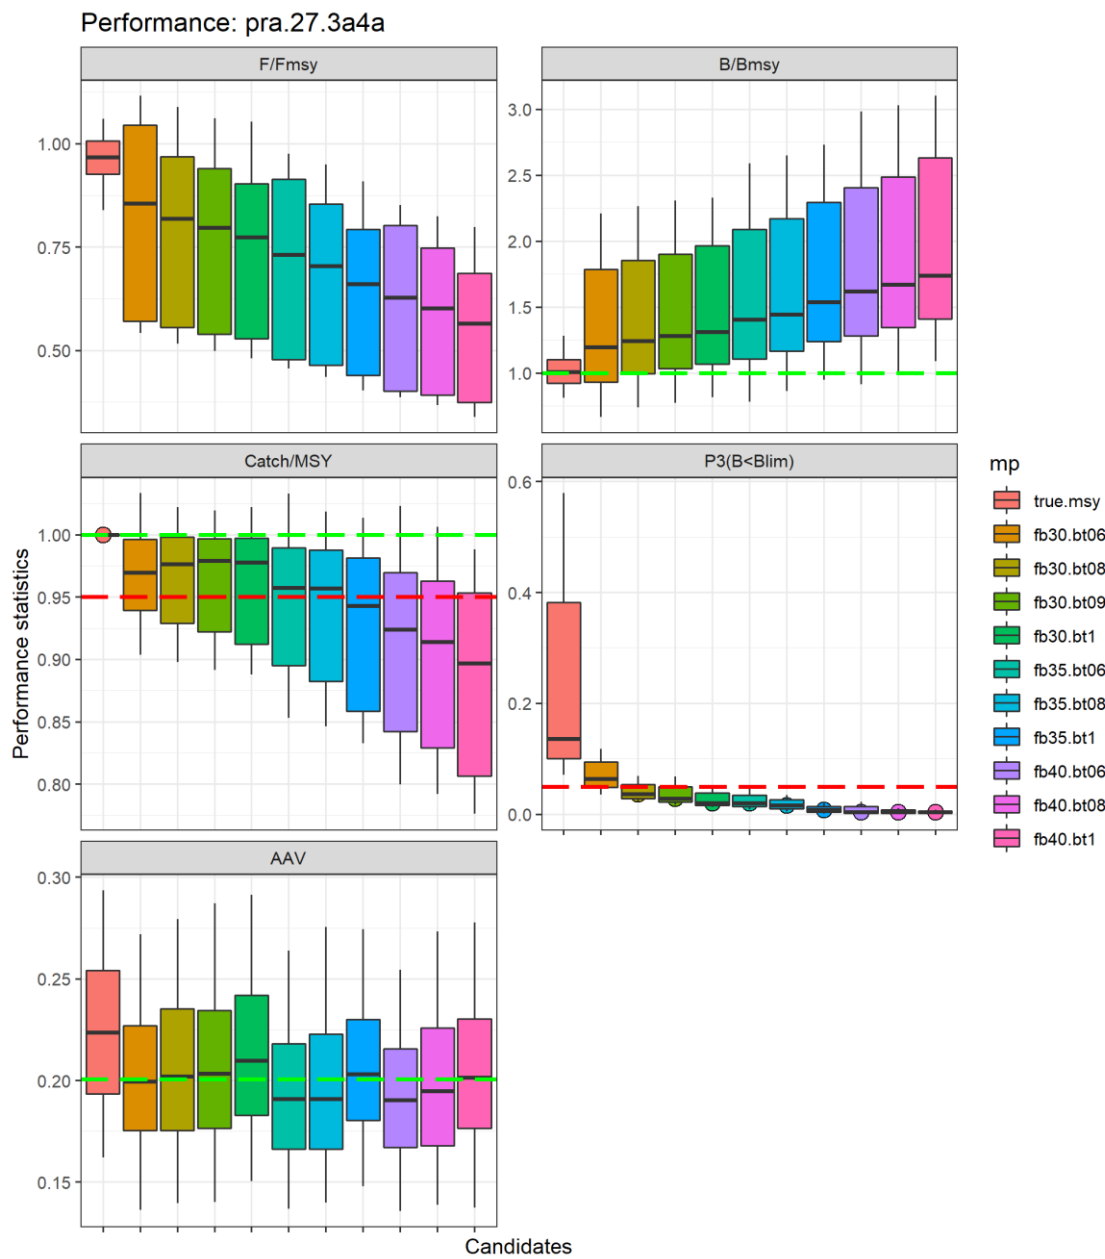 Performance: pra.27.3a4a
F/Fmsy
B/Bmsy
1.00
0.75
0.50
3.0
2.5
2.0
1.5
1.0
Catch/MSY
P3(B<Blim)
1.00
0.95
0.90
0.85
0.80
0.6
0.4
0.2
0.0
AAV
0.30
0.25
0.20
0.15
Performance statistics
Candidates
mp
true.msy
fb30.bt06
fb30.bt08
fb30.bt09
fb30.bt1
fb35.bt06
fb35.bt08
fb35.bt1
fb40.bt06
fb40.bt08
fb40.bt1